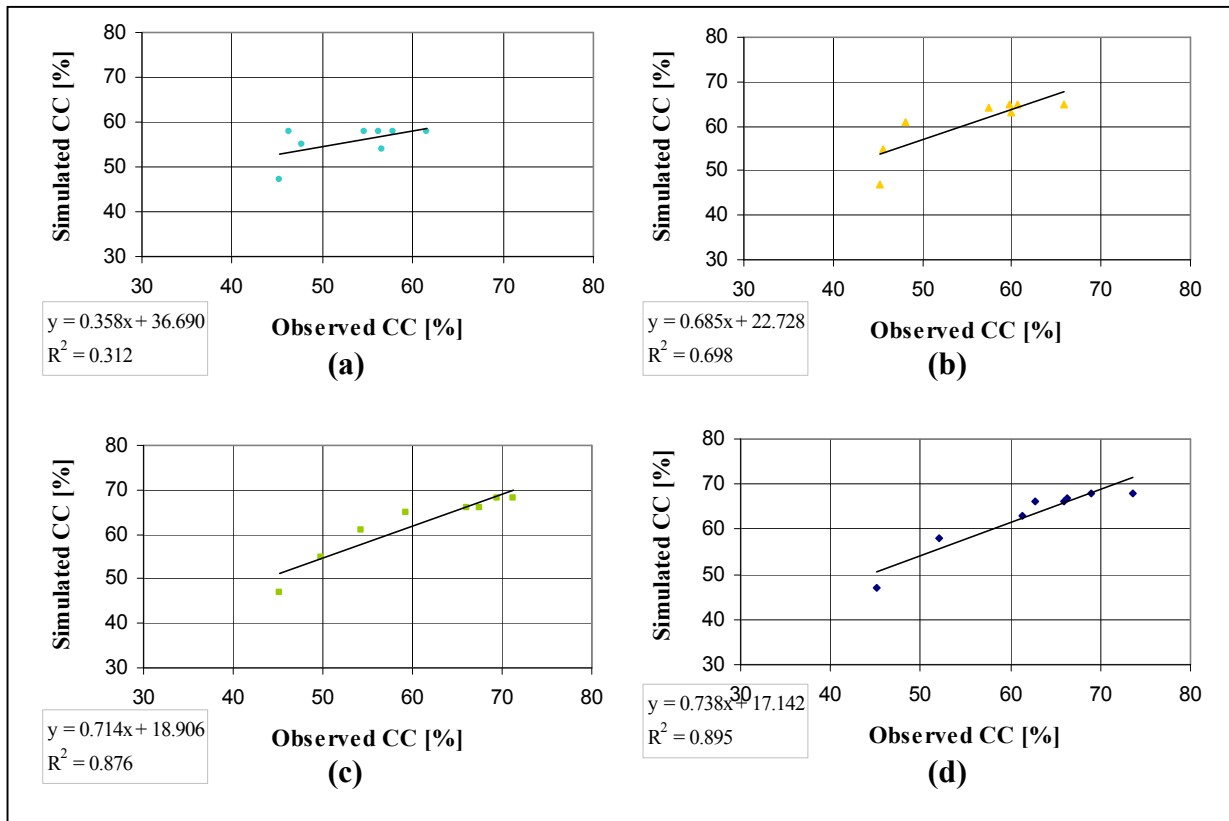 80
70
60
50
40
30
Simulated CC [%]
30 40 50 60 70 80
Observed CC [%]
y = 0.358x + 36.690
R² = 0.312
(a)
80
70
60
50
40
30
Simulated CC [%]
30 40 50 60 70 80
Observed CC [%]
y = 0.685x + 22.728
R² = 0.698
(b)
80
70
60
50
40
30
Simulated CC [%]
30 40 50 60 70 80
Observed CC [%]
y = 0.714x + 18.906
R² = 0.876
(c)
80
70
60
50
40
30
Simulated CC [%]
30 40 50 60 70 80
Observed CC [%]
y = 0.738x + 17.142
R² = 0.895
(d)